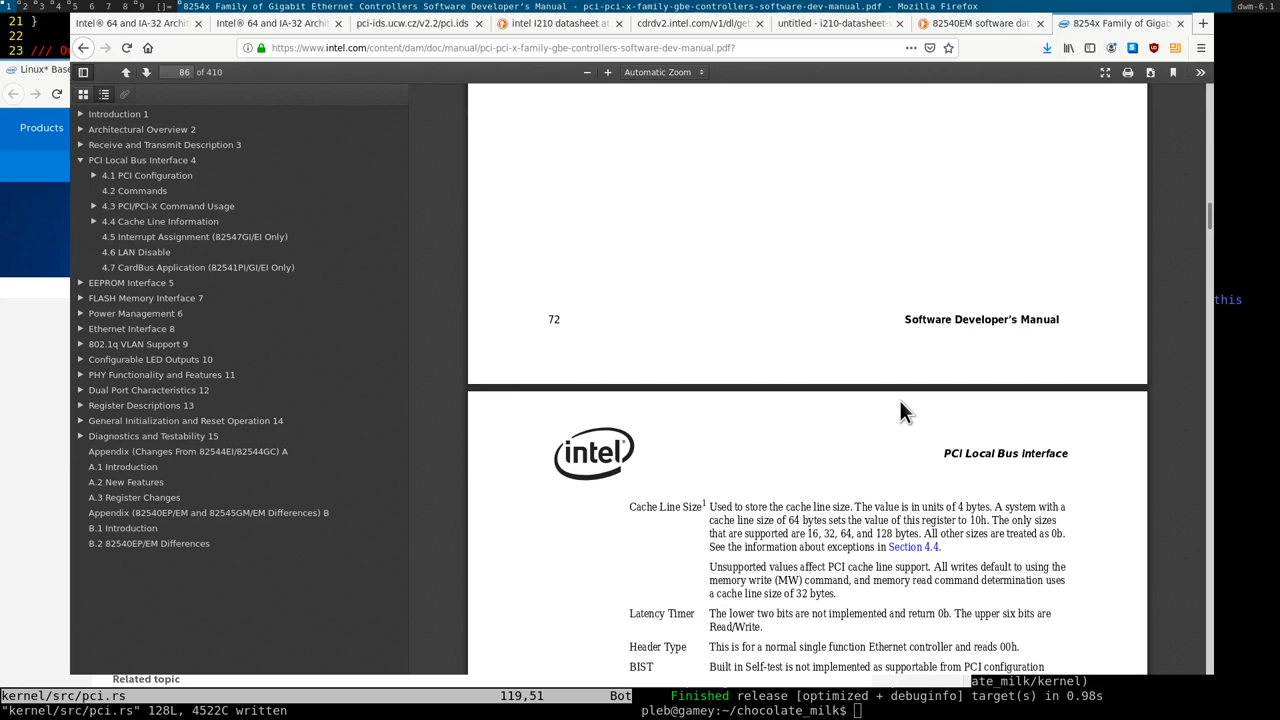 1 2 3 4 5 6 7 8 9 []= 8254x Family of Gigabit Ethernet Controllers Software Developer's Manual - pci-pci-x-family-gbe-controllers-software-dev-manual.pdf - Mozilla Firefox dwm-6.1
21 }
22
23 ///
Intel® 64 and IA-32 Archit
Intel® 64 and IA-32 Archit
pci-ids.ucw.cz/v2.2/pci.ids
intel I210 datasheet at
cdrdv2.intel.com/v1/dl/get
untitled - i210-datasheet-
82540EM software dat
8254x Family of Gigab
https://www.intel.com/content/dam/doc/manual/pci-pci-x-family-gbe-controllers-software-dev-manual.pdf?
Linux* Base
86 of 410
Automatic Zoom
Products
Introduction 1
Architectural Overview 2
Receive and Transmit Description 3
PCI Local Bus Interface 4
4.1 PCI Configuration
4.2 Commands
4.3 PCI/PCI-X Command Usage
4.4 Cache Line Information
4.5 Interrupt Assignment (82547GI/EI Only)
4.6 LAN Disable
4.7 CardBus Application (82541PI/GI/EI Only)
EEPROM Interface 5
FLASH Memory Interface 7
Power Management 6
Ethernet Interface 8
802.1q VLAN Support 9
Configurable LED Outputs 10
PHY Functionality and Features 11
Dual Port Characteristics 12
Register Descriptions 13
General Initialization and Reset Operation 14
Diagnostics and Testability 15
Appendix (Changes From 82544EI/82544GC) A
A.1 Introduction
A.2 New Features
A.3 Register Changes
Appendix (82540EP/EM and 82545GM/EM Differences) B
B.1 Introduction
B.2 82540EP/EM Differences
this
72 Software Developer's Manual
intel®
PCI Local Bus Interface
Cache Line Size1 Used to store the cache line size. The value is in units of 4 bytes. A system with a
cache line size of 64 bytes sets the value of this register to 10h. The only sizes
that are supported are 16, 32, 64, and 128 bytes. All other sizes are treated as 0b.
See the information about exceptions in Section 4.4.
Unsupported values affect PCI cache line support. All writes default to using the
memory write (MW) command, and memory read command determination uses
a cache line size of 32 bytes.
Latency Timer The lower two bits are not implemented and return 0b. The upper six bits are
Read/Write.
Header Type This is for a normal single function Ethernet controller and reads 00h.
BIST Built in Self-test is not implemented as supportable from PCI configuration
Related topic
ate_milk/kernel)
kernel/src/pci.rs 119,51 Bot
Finished release [optimized + debuginfo] target(s) in 0.98s
"kernel/src/pci.rs" 128L, 4522C written
pleb@gamey:~/chocolate_milk$